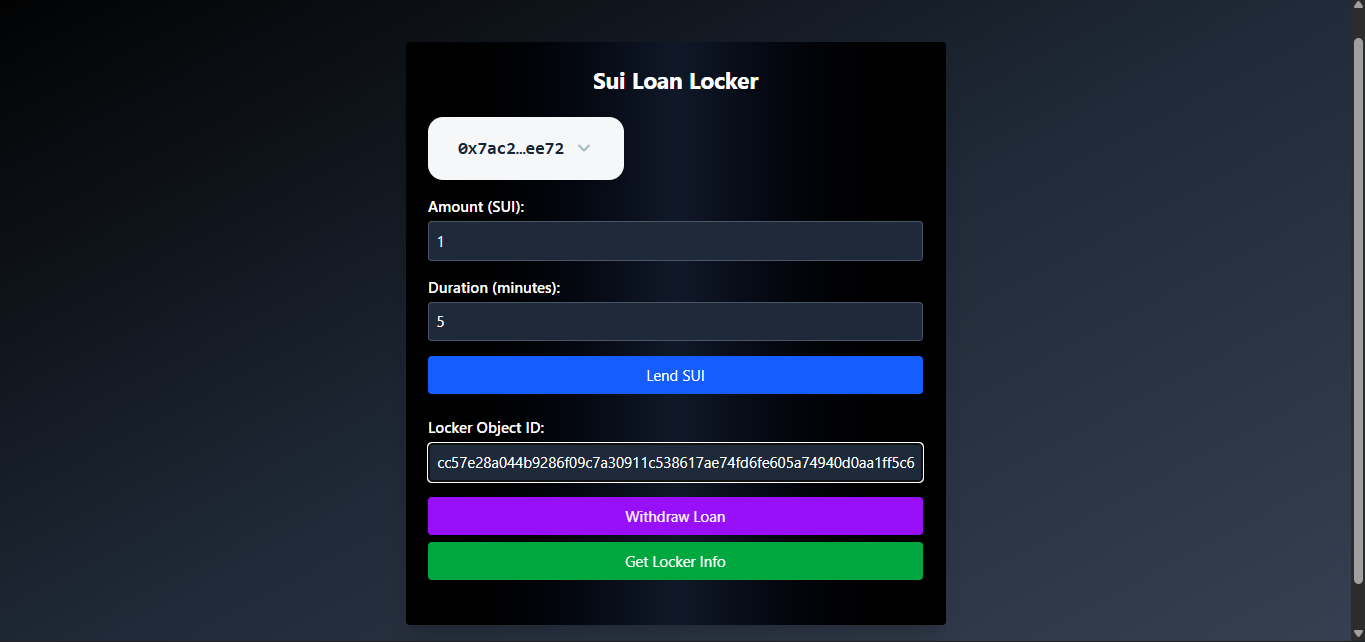 Sui Loan Locker
0x7ac2…ee72
Amount (SUI):
1
Duration (minutes):
5
Lend SUI
Locker Object ID:
cc57e28a044b9286f09c7a30911c538617ae74fd6fe605a74940d0aa1ff5c6
Withdraw Loan
Get Locker Info